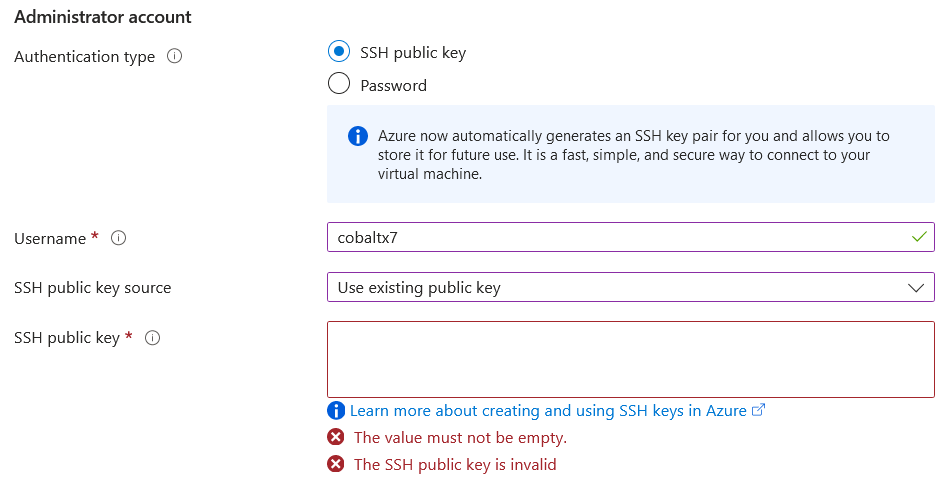 Administrator account
Authentication type
SSH public key
Password
Azure now automatically generates an SSH key pair for you and allows you to
store it for future use. It is a fast, simple, and secure way to connect to your
virtual machine.
Username *
cobaltx7
SSH public key source
Use existing public key
SSH public key *
Learn more about creating and using SSH keys in Azure
The value must not be empty.
The SSH public key is invalid